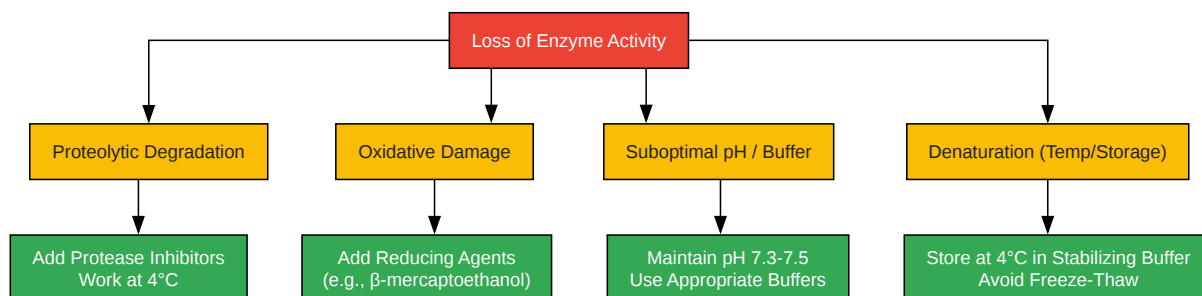 Loss of Enzyme Activity
Proteolytic Degradation
Oxidative Damage
Suboptimal pH / Buffer
Denaturation (Temp/Storage)
Add Protease Inhibitors
Work at 4°C
Add Reducing Agents
(e.g., β-mercaptoethanol)
Maintain pH 7.3-7.5
Use Appropriate Buffers
Store at 4°C in Stabilizing Buffer
Avoid Freeze-Thaw